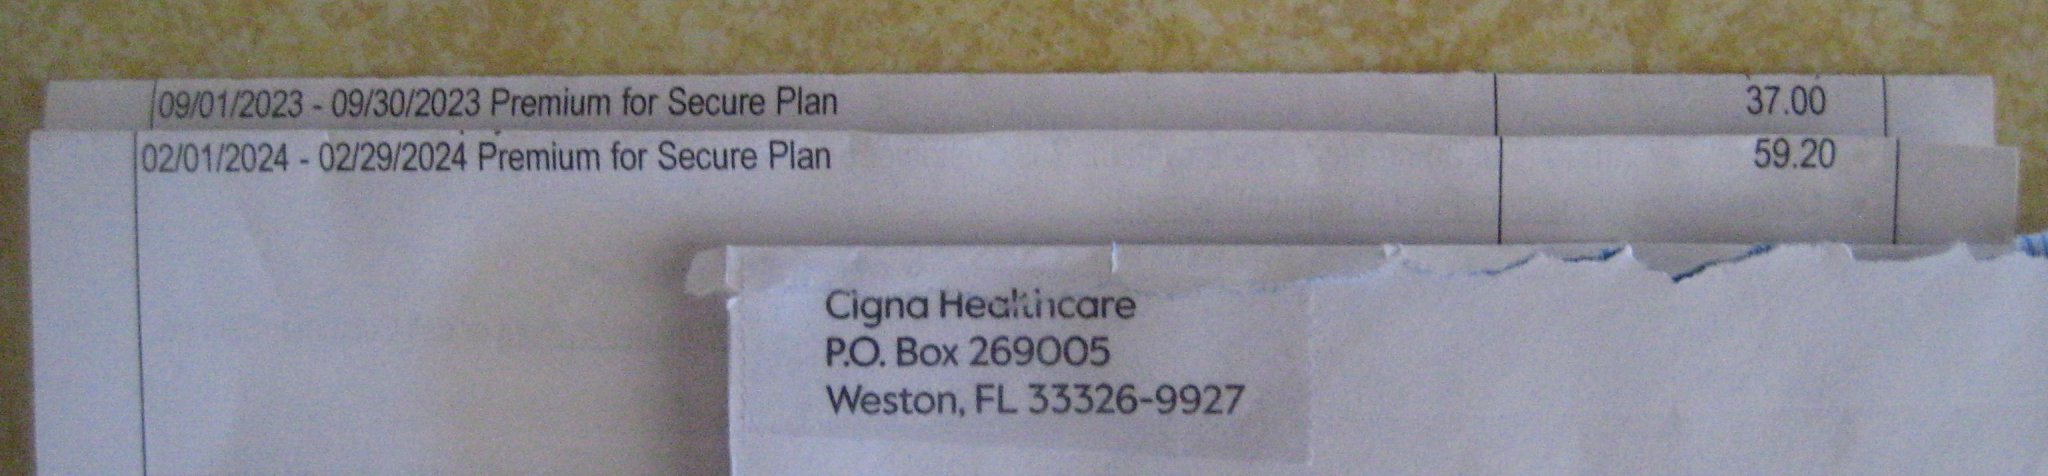 09/01/2023 - 09/30/2023 Premium for Secure Plan 37.00
02/01/2024 - 02/29/2024 Premium for Secure Plan 59.20
Cigna Healthcare
P.O. Box 269005
Weston, FL 33326-9927